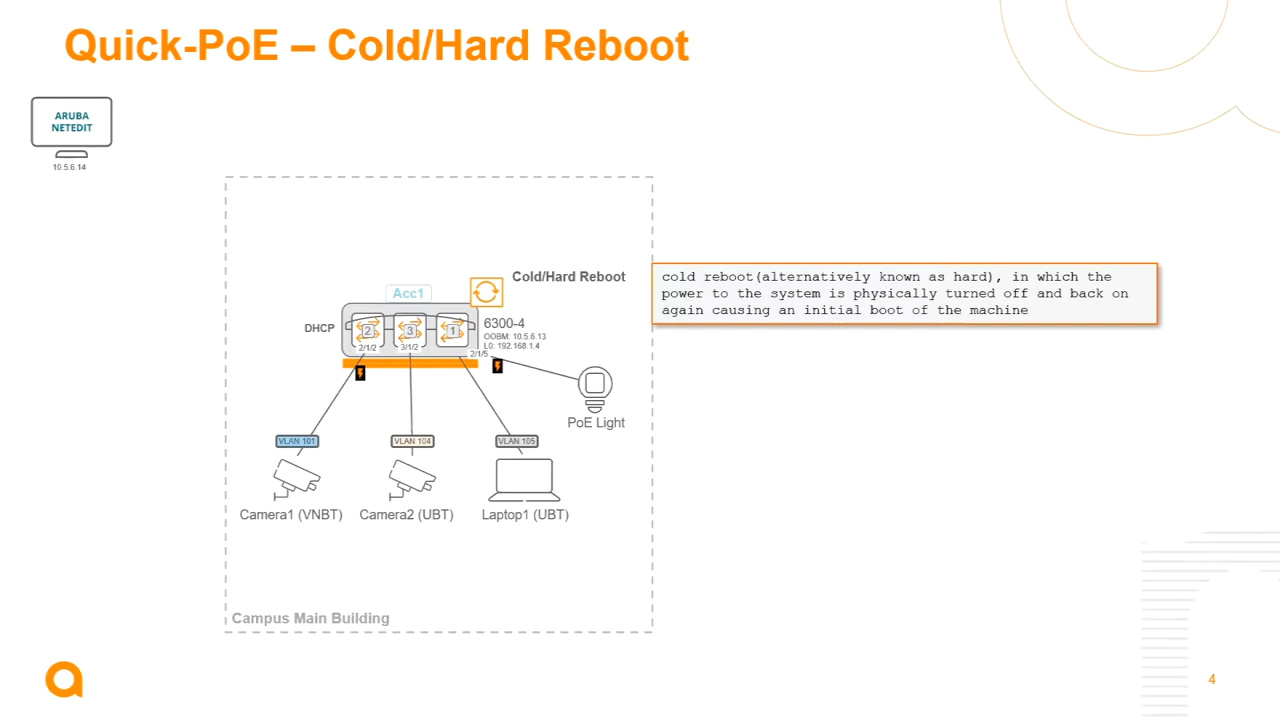 Quick-PoE – Cold/Hard Reboot
ARUBA
NETEDIT
10.5.6.14
Cold/Hard Reboot
cold reboot(alternatively known as hard), in which the
power to the system is physically turned off and back on
again causing an initial boot of the machine
Acc1
DHCP
2
3
1
6300-4
OOBM: 10.5.6.13
L0: 192.168.1.4
2/1/2
3/1/2
2/1/5
PoE Light
VLAN 101
VLAN 104
VLAN 105
Camera1 (VNBT)
Camera2 (UBT)
Laptop1 (UBT)
Campus Main Building
4